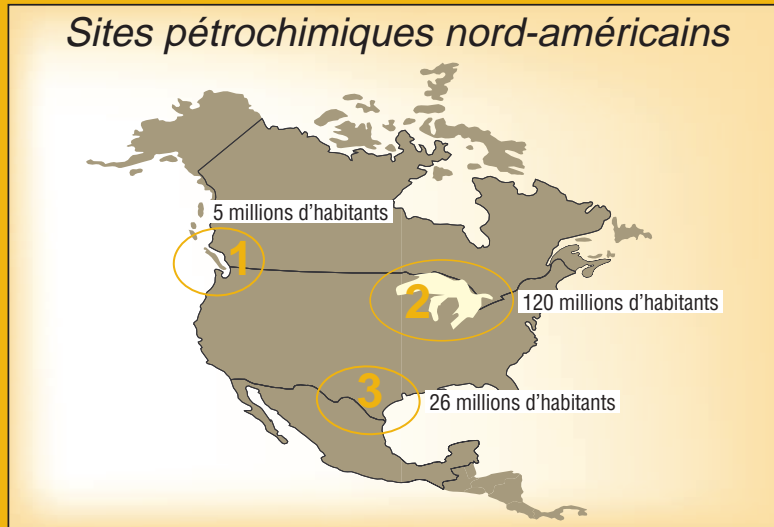 Sites pétrochimiques nord-américains
5 millions d'habitants
1
2
120 millions d'habitants
3
26 millions d'habitants